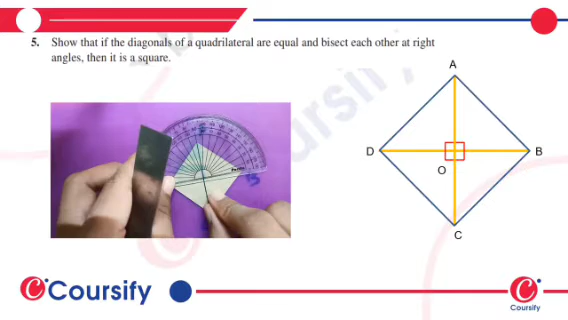 5. Show that if the diagonals of a quadrilateral are equal and bisect each other at right
angles, then it is a square.
A
D
B
O
C
Coursify
Coursify